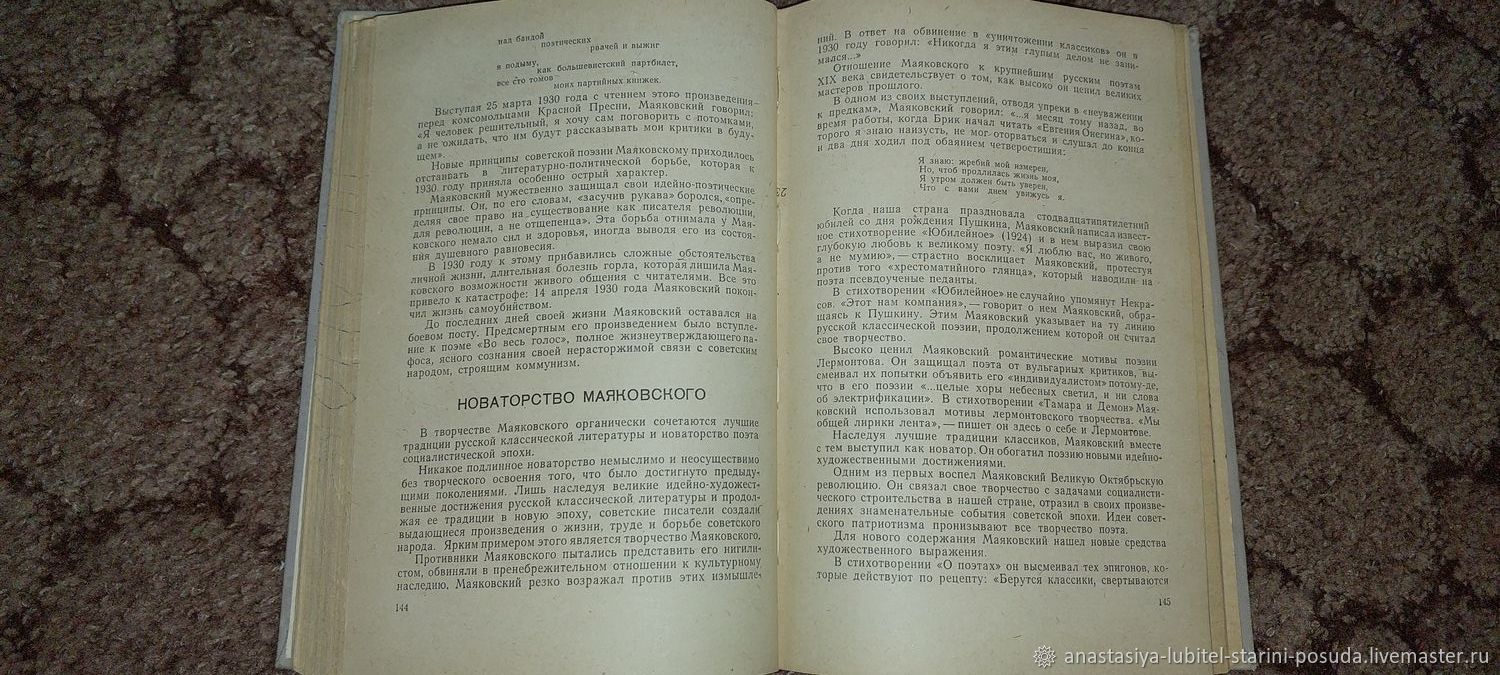 над бандой
поэтических
рвачей и выжиг
я подыму,
как большевистский партбилет,
все сто томов
моих партийных книжек.
Выступая 25 марта 1930 года с чтением этого произведения
перед комсомольцами Красной Пресни, Маяковский говорил:
«Я человек решительный, я хочу сам поговорить с потомками,
а не ожидать, что им будут рассказывать мои критики в буду-
щем».
Новые принципы советской поэзии Маяковскому приходилось
отстаивать в литературно-политической борьбе, которая к
1930 году приняла особенно острый характер.
Маяковский мужественно защищал свои идейно-поэтические
принципы. Он, по его словам, «засучив рукава» боролся, «опре-
деляя свое право на существование как писателя революции,
для революции, а не отщепенца». Эта борьба отнимала у Мая-
ковского немало сил и здоровья, иногда выводя его из состоя-
ния душевного равновесия.
В 1930 году к этому прибавились сложные обстоятельства
личной жизни, длительная болезнь горла, которая лишила Мая-
ковского возможности живого общения с читателями. Все это
привело к катастрофе: 14 апреля 1930 года Маяковский покон-
чил жизнь самоубийством.
До последних дней своей жизни Маяковский оставался на
боевом посту. Предсмертным его произведением было вступле-
ние к поэме «Во весь голос», полное жизнеутверждающего па-
фоса, ясного сознания своей нерасторжимой связи с советским
народом, строящим коммунизм.
НОВАТОРСТВО МАЯКОВСКОГО
В творчестве Маяковского органически сочетаются лучшие
традиции русской классической литературы и новаторство поэта
социалистической эпохи.
Никакое подлинное новаторство немыслимо и неосуществимо
без творческого освоения того, что было достигнуто предыду-
щими поколениями. Лишь наследуя великие идейно-художест-
венные достижения русской классической литературы и продол-
жая ее традиции в новую эпоху, советские писатели создали
выдающиеся произведения о жизни, труде и борьбе советского
народа. Ярким примером этого является творчество Маяковского.
Противники Маяковского пытались представить его нигили-
стом, обвиняли в пренебрежительном отношении к культурному
наследию. Маяковский резко возражал против этих измышле-
144
ний. В ответ на обвинение в «уничтожении классиков» он в
1930 году говорил: «Никогда я этим глупым делом не зани-
мался...»
Отношение Маяковского к крупнейшим русским поэтам
XIX века свидетельствует о том, как высоко он ценил великих
мастеров прошлого.
В одном из своих выступлений, отводя упреки в «неуважении
к предкам», Маяковский говорил: «...я месяц тому назад, во
время работы, когда Брик начал читать «Евгения Онегина», ко-
торого я знаю наизусть, не мог оторваться и слушал до конца
и два дня ходил под обаянием четверостишия:
Я знаю: жребий мой измерен,
Но, чтоб продлилась жизнь моя,
Я утром должен быть уверен,
Что с вами днем увижусь я.
Когда наша страна праздновала стодвадцатипятилетний
юбилей со дня рождения Пушкина, Маяковский написал извест-
ное стихотворение «Юбилейное» (1924) и в нем выразил свою
глубокую любовь к великому поэту. «Я люблю вас, но живого,
а не мумию»,— страстно восклицает Маяковский, протестуя
против того «хрестоматийного глянца», который наводили на
поэта псевдоученые педанты.
В стихотворении «Юбилейное» не случайно упомянут Некра-
сов. «Этот нам компания»,— говорит о нем Маяковский, обра-
щаясь к Пушкину. Этим Маяковский указывает на ту линию
русской классической поэзии, продолжением которой он считал
свое творчество.
Высоко ценил Маяковский романтические мотивы поэзии
Лермонтова. Он защищал поэта от вульгарных критиков, вы-
смеивал их попытки объявить его «индивидуалистом» потому-де,
что в его поэзии «...целые хоры небесных светил, и ни слова
об электрификации». В стихотворении «Тамара и Демон» Мая-
ковский использовал мотивы лермонтовского творчества. «Мы
общей лирики лента»,— пишет он здесь о себе и Лермонтове.
Наследуя лучшие традиции классиков, Маяковский вместе
с тем выступил как новатор. Он обогатил поэзию новыми идейно-
художественными достижениями.
Одним из первых воспел Маяковский Великую Октябрьскую
революцию. Он связал свое творчество с задачами социалисти-
ческого строительства в нашей стране, отразил в своих произве-
дениях знаменательные события советской эпохи. Идеи совет-
ского патриотизма пронизывают все творчество поэта.
Для нового содержания Маяковский нашел новые средства
художественного выражения.
В стихотворении «О поэтах» он высмеивал тех эпигонов, ко-
торые действуют по рецепту: «Берутся классики, свертываются
145
anastasiya-lubitel-starini-posuda.livemaster.ru